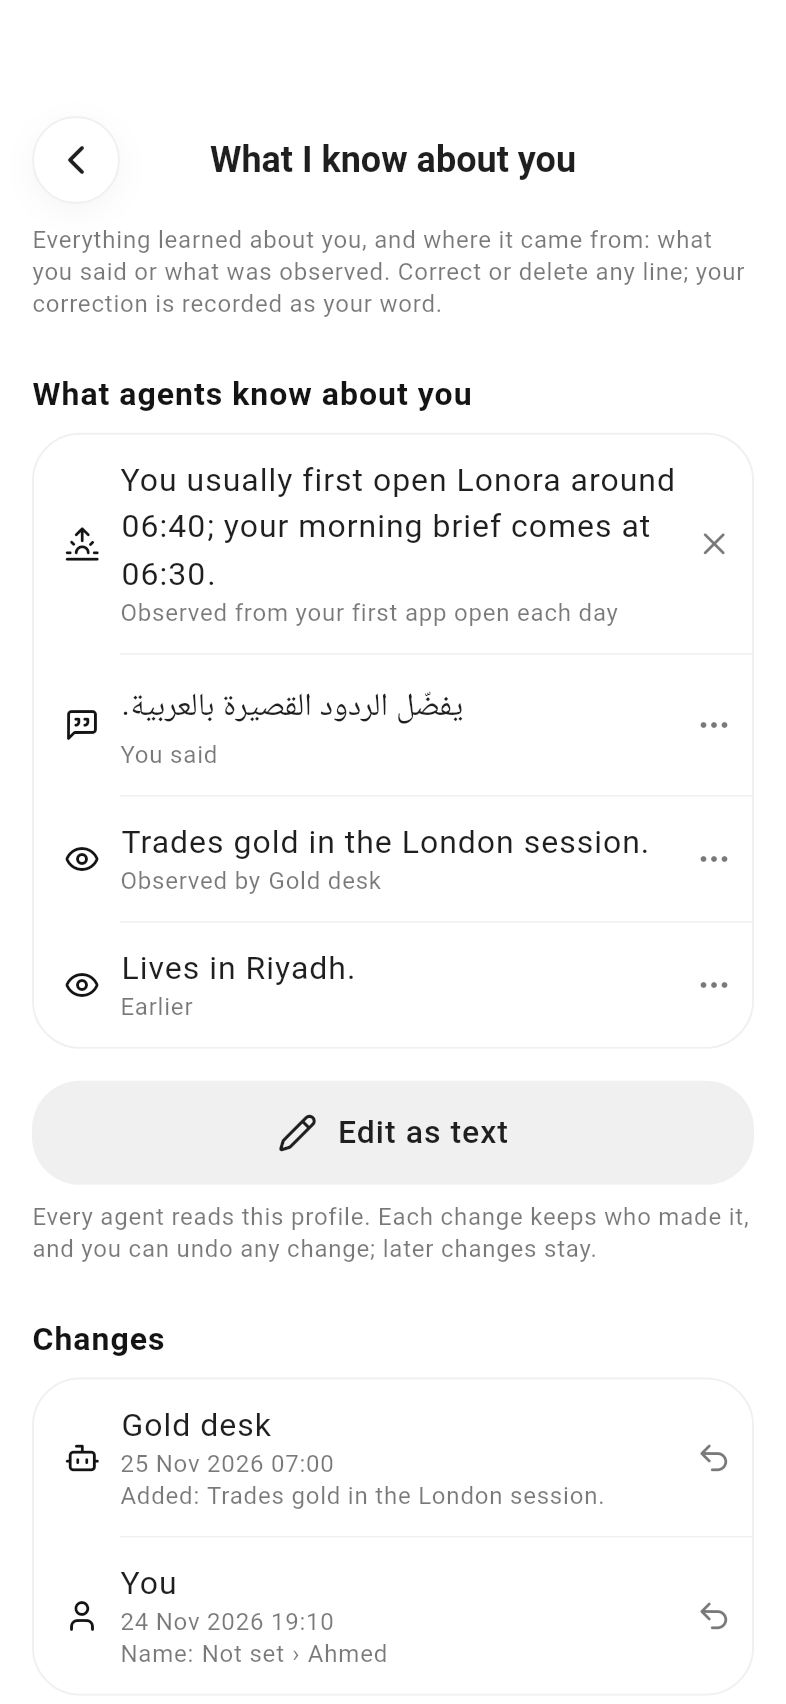 What I know about you
Everything learned about you, and where it came from: what
you said or what was observed. Correct or delete any line; your
correction is recorded as your word.
What agents know about you
You usually first open Lonora around
06:40; your morning brief comes at
06:30.
Observed from your first app open each day
يفضّل الردود القصيرة بالعربية.
You said
Trades gold in the London session.
Observed by Gold desk
Lives in Riyadh.
Earlier
Edit as text
Every agent reads this profile. Each change keeps who made it,
and you can undo any change; later changes stay.
Changes
Gold desk
25 Nov 2026 07:00
Added: Trades gold in the London session.
You
24 Nov 2026 19:10
Name: Not set › Ahmed